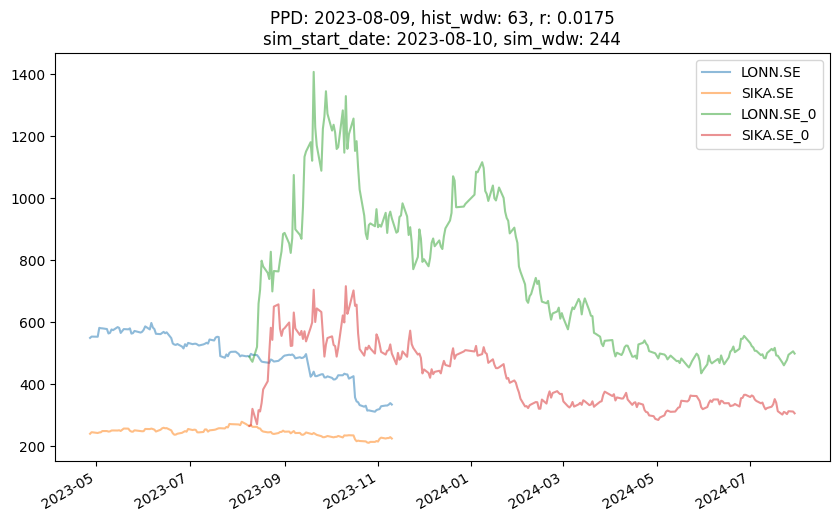 PPD: 2023-08-09, hist_wdw: 63, r: 0.0175
sim_start_date: 2023-08-10, sim_wdw: 244
LONN.SE
SIKA.SE
LONN.SE_0
SIKA.SE_0
1400
1200
1000
800
600
400
200
2023-05
2023-07
2023-09
2023-11
2024-01
2024-03
2024-05
2024-07